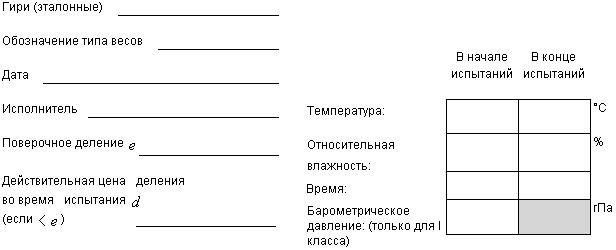 Гири (эталонные)
Обозначение типа весов
Дата
Исполнитель
Поверочное деление e
Действительная цена деления
во время испытания d
(если < e )
В начале испытаний
В конце испытаний
Температура:
°C
Относительная
влажность:
%
Время:
Барометрическое
давление: (только для I
класса)
гПа